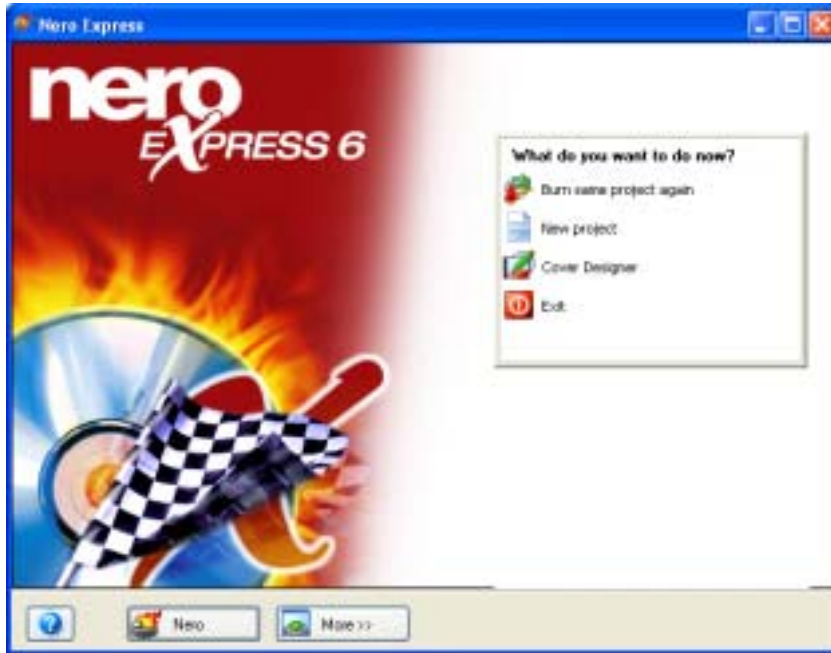 Nero Express
nero
EXPRESS 6
What do you want to do now?
Burn same project again
New project
Cover Designer
Exit
Nero
More >>